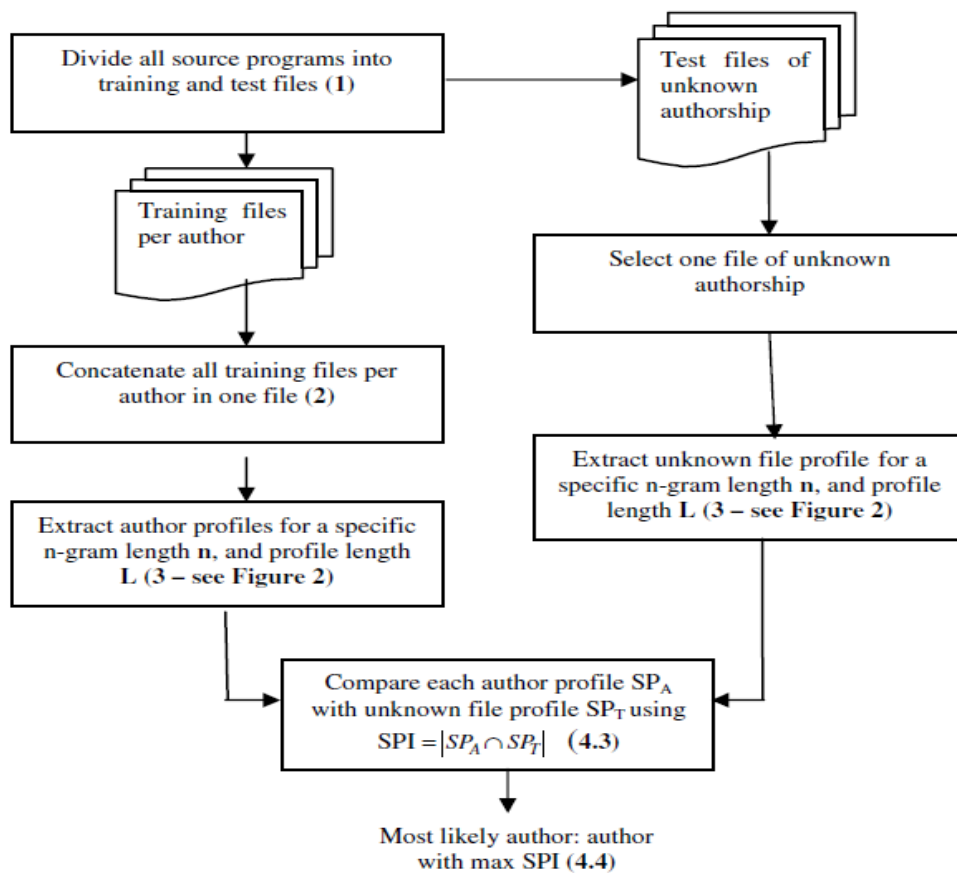 Divide all source programs into
training and test files (1)
Test files of
unknown
authorship
Training files
per author
Select one file of unknown
authorship
Concatenate all training files per
author in one file (2)
Extract unknown file profile for a
specific n-gram length n, and profile
length L (3 – see Figure 2)
Extract author profiles for a specific
n-gram length n, and profile length
L (3 – see Figure 2)
Compare each author profile SP_A
with unknown file profile SP_T using
SPI = |SP_A ∩ SP_T| (4.3)
Most likely author: author
with max SPI (4.4)